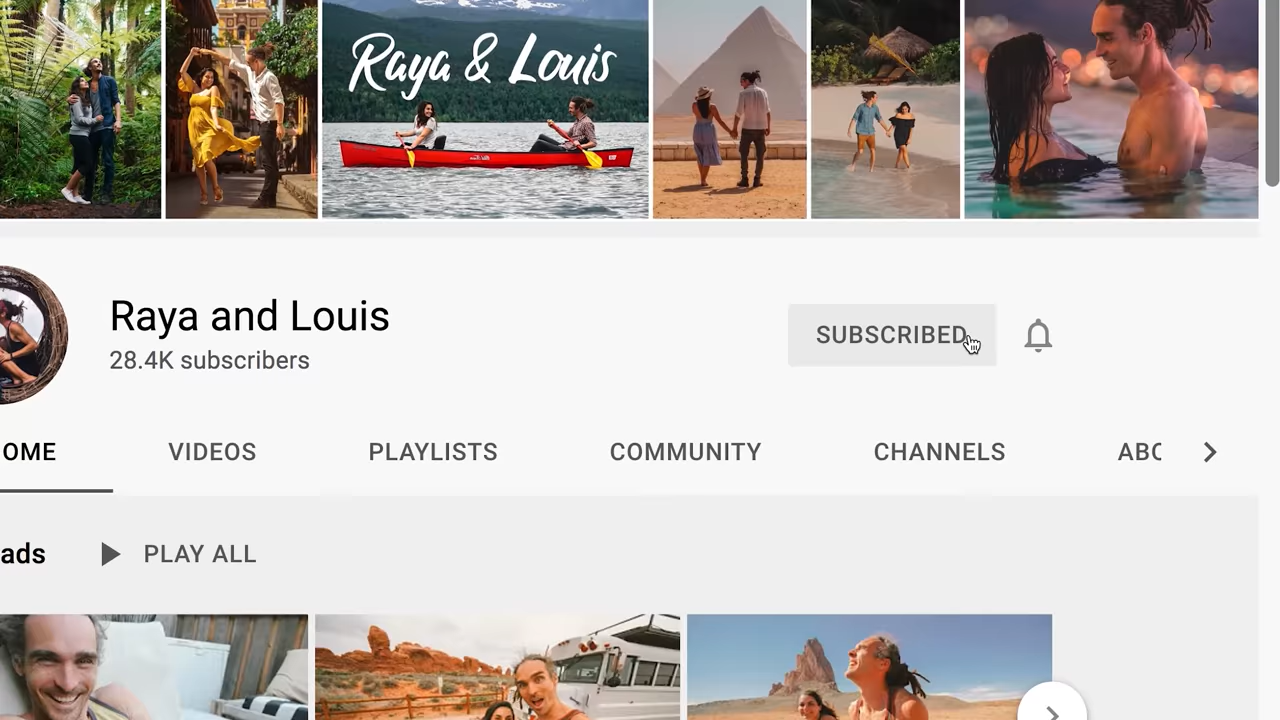 Raya & Louis
Raya and Louis
28.4K subscribers
SUBSCRIBED
OME
VIDEOS
PLAYLISTS
COMMUNITY
CHANNELS
ABC
ads
PLAY ALL